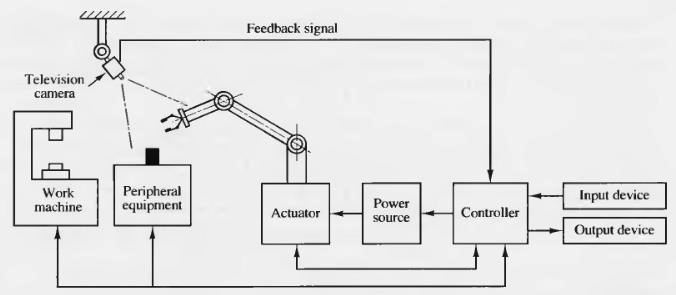 Feedback signal
Television
camera
Work
machine
Peripheral
equipment
Actuator
Power
source
Controller
Input device
Output device